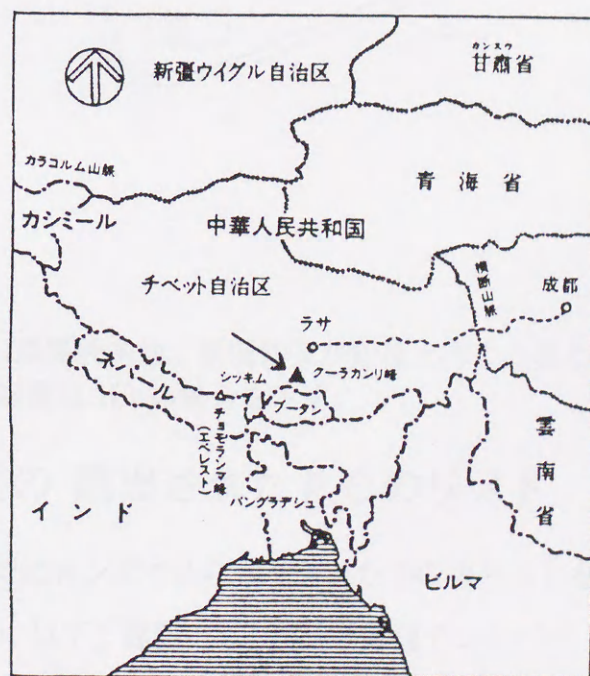 カンスウ
甘粛省
新彊ウイグル自治区
カラコルム山脈
青海省
カシミール
中華人民共和国
チベット自治区
横断山脈
成都
ラサ
クーラカンリ峰
ネパール
シッキム
ブータン
チョモランマ峰
(エベレスト)
雲南省
バングラデシュ
インド
ビルマ